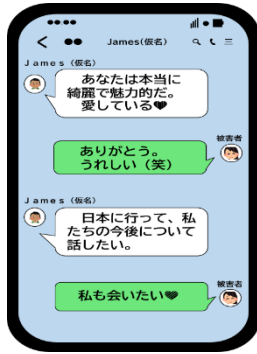 James(仮名)
James (仮名)
あなたは本当に
綺麗で魅力的だ。
愛している❤
被害者
ありがとう。
うれしい（笑）
James (仮名)
日本に行って、私
たちの今後について
話したい。
被害者
私も会いたい❤